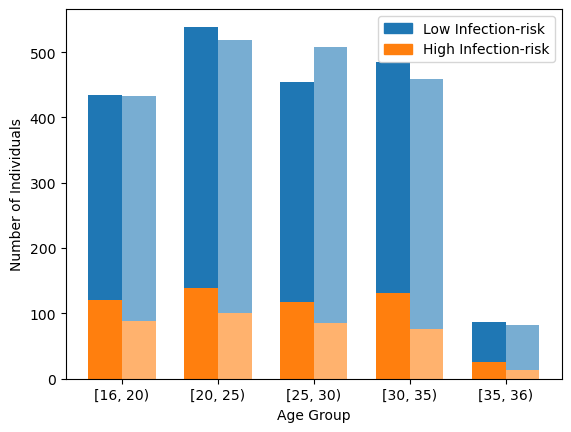 Low Infection-risk
High Infection-risk
Number of Individuals
500
400
300
200
100
0
[16, 20)
[20, 25)
[25, 30)
[30, 35)
[35, 36)
Age Group